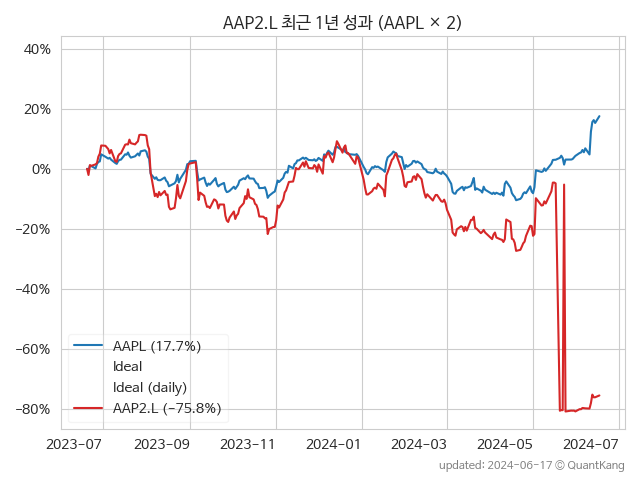 AAP2.L 최근 1년 성과 (AAPL × 2)
40%
20%
0%
−20%
−40%
−60%
−80%
AAPL (17.7%)
Ideal
Ideal (daily)
AAP2.L (−75.8%)
2023-07 2023-09 2023-11 2024-01 2024-03 2024-05 2024-07
updated: 2024-06-17 © QuantKang